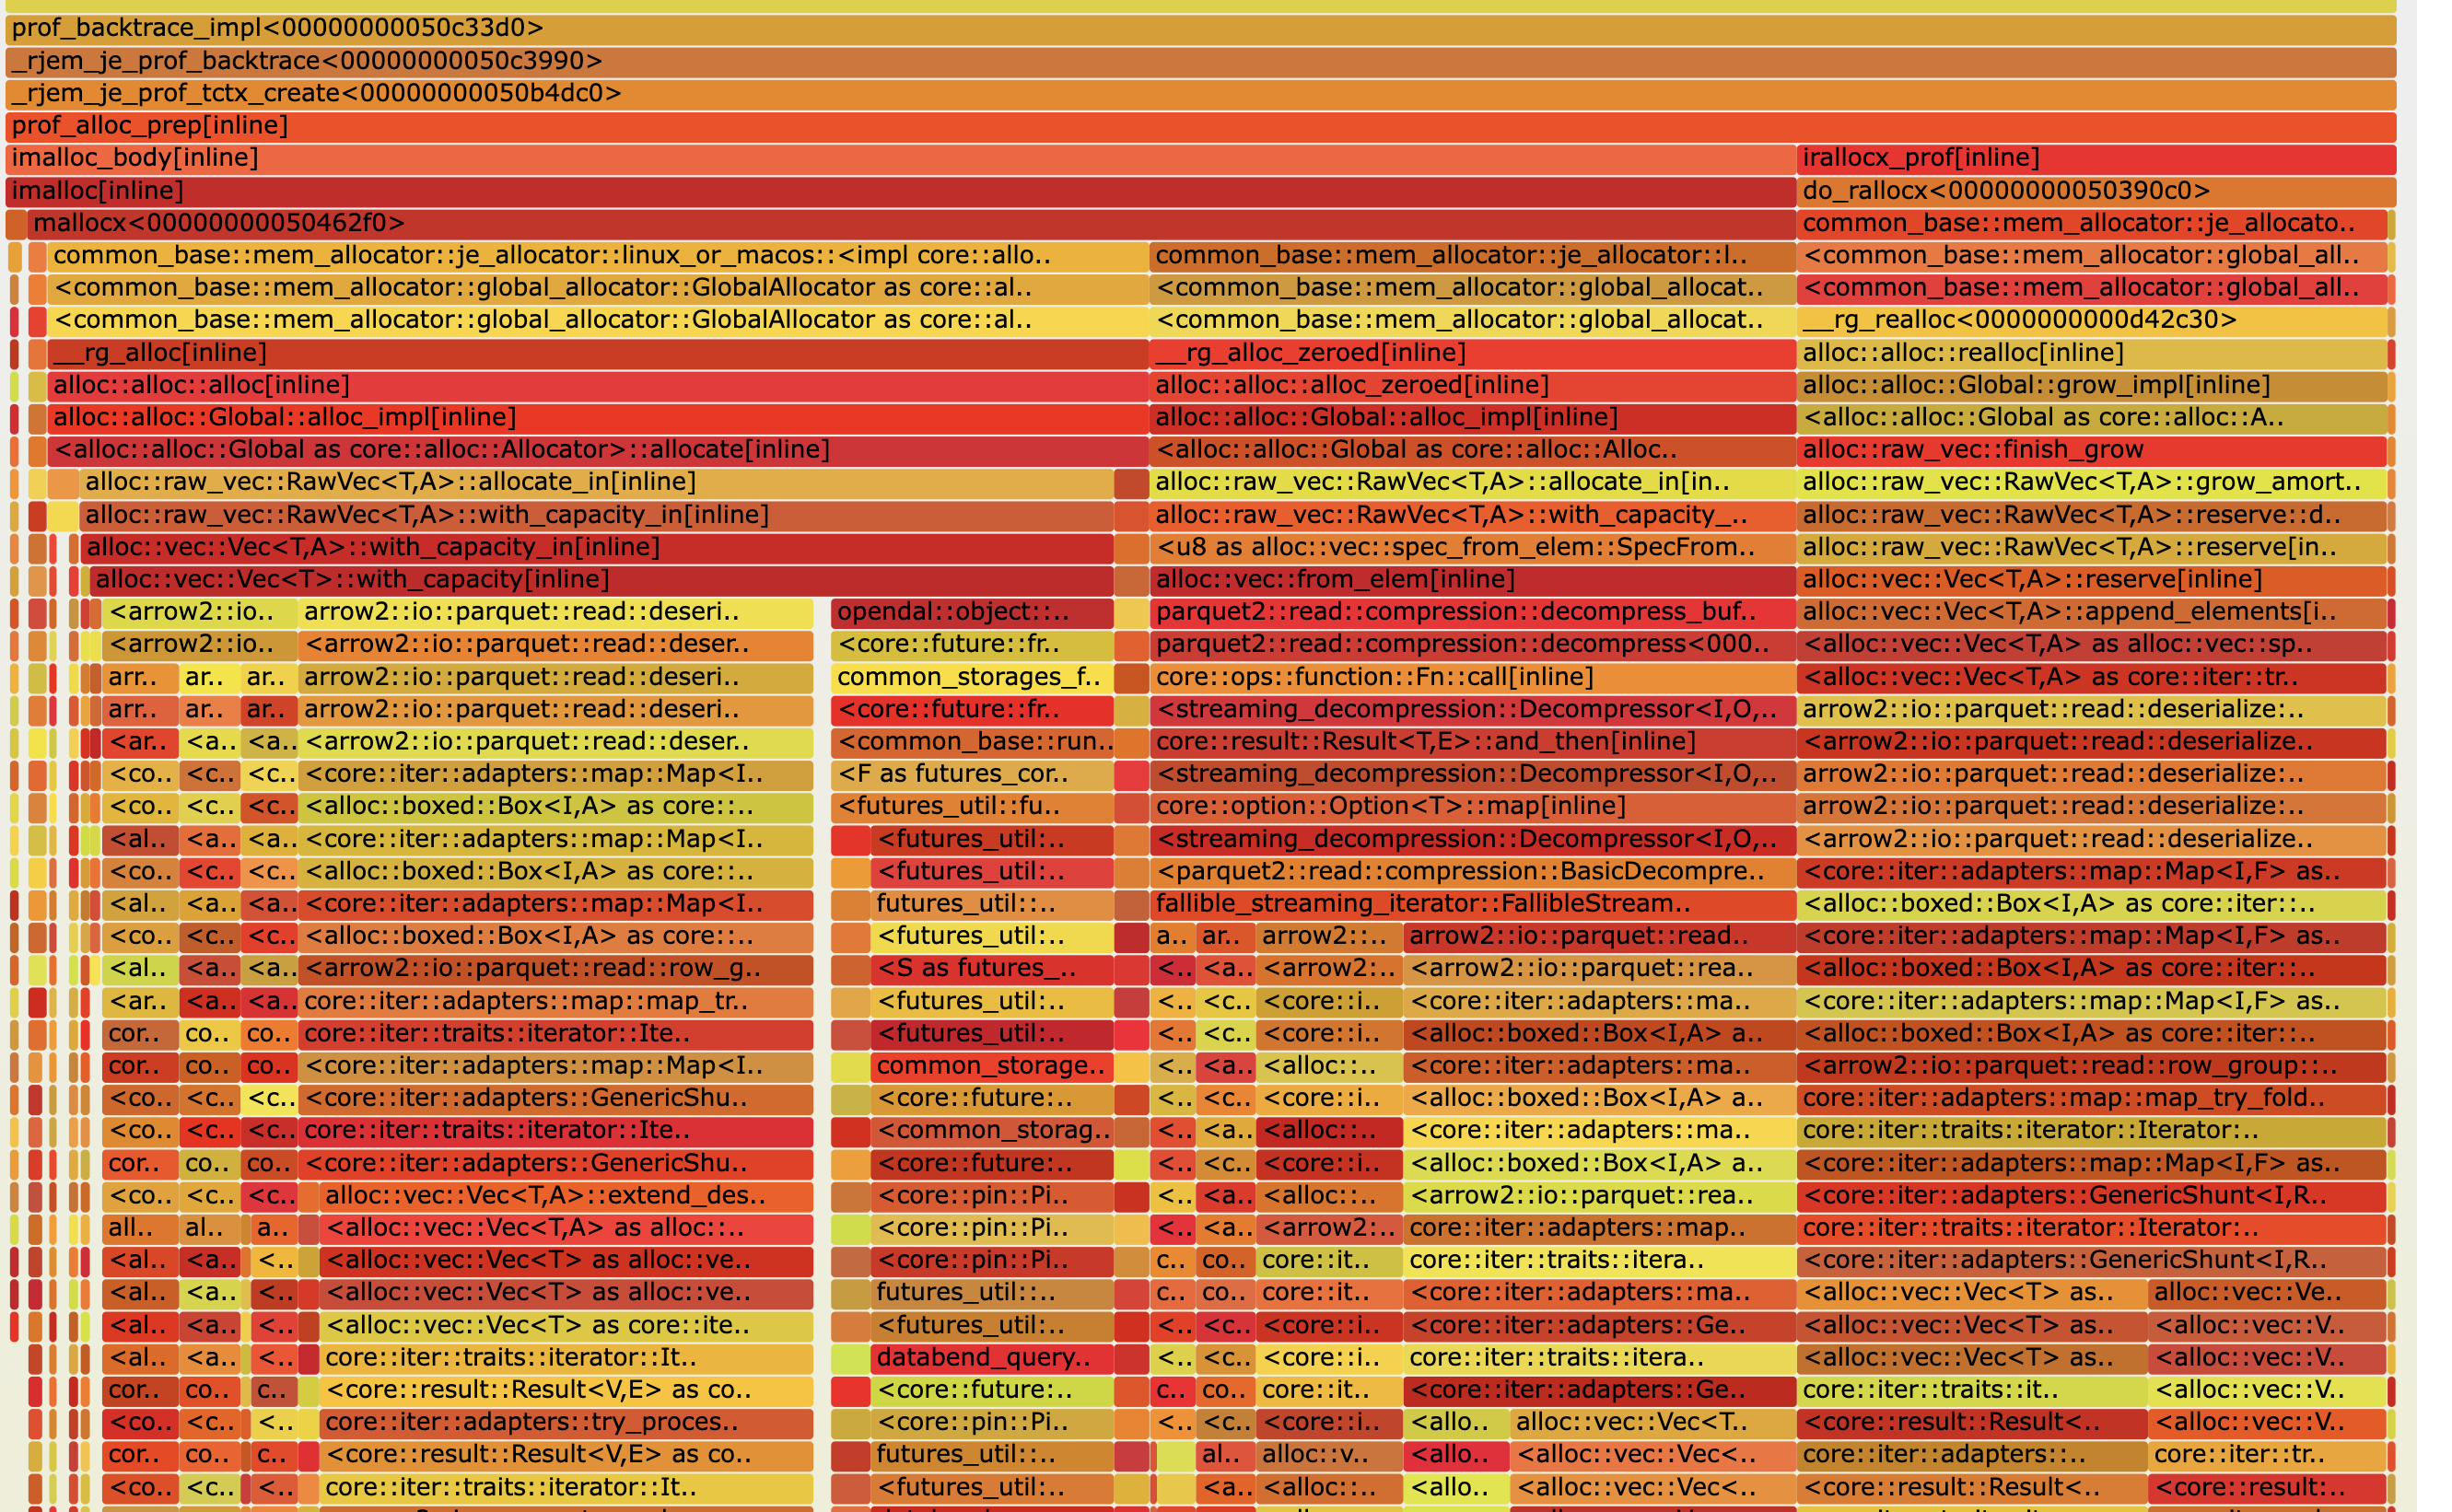 prof_backtrace_impl<00000000050c33d0>
_rjem_je_prof_backtrace<00000000050c3990>
_rjem_je_prof_tctx_create<00000000050b4dc0>
prof_alloc_prep[inline]
imalloc_body[inline] irallocx_prof[inline]
imalloc[inline] do_rallocx<00000000050390c0>
mallocx<00000000050462f0> common_base::mem_allocator::je_allocato..
common_base::mem_allocator::je_allocator::linux_or_macos::<impl core::allo.. common_base::mem_allocator::je_allocator::l.. <common_base::mem_allocator::global_all..
<common_base::mem_allocator::global_allocator::GlobalAllocator as core::al.. <common_base::mem_allocator::global_allocat.. <common_base::mem_allocator::global_all..
<common_base::mem_allocator::global_allocator::GlobalAllocator as core::al.. <common_base::mem_allocator::global_allocat.. __rg_realloc<0000000000d42c30>
__rg_alloc[inline] __rg_alloc_zeroed[inline] alloc::alloc::realloc[inline]
alloc::alloc::alloc[inline] alloc::alloc::alloc_zeroed[inline] alloc::alloc::Global::grow_impl[inline]
alloc::alloc::Global::alloc_impl[inline] alloc::alloc::Global::alloc_impl[inline] <alloc::alloc::Global as core::alloc::A..
<alloc::alloc::Global as core::alloc::Allocator>::allocate[inline] <alloc::alloc::Global as core::alloc::Alloc.. alloc::raw_vec::finish_grow
alloc::raw_vec::RawVec<T,A>::allocate_in[inline] alloc::raw_vec::RawVec<T,A>::allocate_in[in.. alloc::raw_vec::RawVec<T,A>::grow_amort..
alloc::raw_vec::RawVec<T,A>::with_capacity_in[inline] alloc::raw_vec::RawVec<T,A>::with_capacity_.. alloc::raw_vec::RawVec<T,A>::reserve::d..
alloc::vec::Vec<T,A>::with_capacity_in[inline] <u8 as alloc::vec::spec_from_elem::SpecFrom.. alloc::raw_vec::RawVec<T,A>::reserve[in..
alloc::vec::Vec<T>::with_capacity[inline] alloc::vec::from_elem[inline] alloc::vec::Vec<T,A>::reserve[inline]
<arrow2::io.. arrow2::io::parquet::read::deseri.. opendal::object::.. parquet2::read::compression::decompress_buf.. alloc::vec::Vec<T,A>::append_elements[i..
<arrow2::io.. <arrow2::io::parquet::read::deser.. <core::future::fr.. parquet2::read::compression::decompress<000.. <alloc::vec::Vec<T,A> as alloc::vec::sp..
arr.. ar.. ar.. arrow2::io::parquet::read::deseri.. common_storages_f.. core::ops::function::Fn::call[inline] <alloc::vec::Vec<T,A> as core::iter::tr..
arr.. ar.. ar.. arrow2::io::parquet::read::deseri.. <core::future::fr.. <streaming_decompression::Decompressor<I,O,.. arrow2::io::parquet::read::deserialize:..
<ar.. <a.. <a.. <arrow2::io::parquet::read::deser.. <common_base::run.. core::result::Result<T,E>::and_then[inline] <arrow2::io::parquet::read::deserialize..
<co.. <c.. <c.. <core::iter::adapters::map::Map<I.. <F as futures_cor.. <streaming_decompression::Decompressor<I,O,.. arrow2::io::parquet::read::deserialize:..
<co.. <c.. <c.. <alloc::boxed::Box<I,A> as core::.. <futures_util::fu.. core::option::Option<T>::map[inline] arrow2::io::parquet::read::deserialize:..
<al.. <a.. <a.. <core::iter::adapters::map::Map<I.. <futures_util:.. <streaming_decompression::Decompressor<I,O,.. <arrow2::io::parquet::read::deserialize..
<co.. <c.. <c.. <alloc::boxed::Box<I,A> as core::.. <futures_util:.. <parquet2::read::compression::BasicDecompre.. <core::iter::adapters::map::Map<I,F> as..
<al.. <a.. <a.. <core::iter::adapters::map::Map<I.. futures_util::.. fallible_streaming_iterator::FallibleStream.. <alloc::boxed::Box<I,A> as core::iter::..
<co.. <c.. <c.. <alloc::boxed::Box<I,A> as core::.. <futures_util:.. a.. ar.. arrow2::.. arrow2::io::parquet::read.. <core::iter::adapters::map::Map<I,F> as..
<al.. <a.. <a.. <arrow2::io::parquet::read::row_g.. <S as futures_.. <.. <a.. <arrow2:.. <arrow2::io::parquet::rea.. <alloc::boxed::Box<I,A> as core::iter::..
<ar.. <a.. <a.. core::iter::adapters::map::map_tr.. <futures_util:.. <.. <c.. <core::i.. <core::iter::adapters::ma.. <core::iter::adapters::map::Map<I,F> as..
cor.. co.. co.. core::iter::traits::iterator::Ite.. <futures_util:.. <.. <c.. <core::i.. <alloc::boxed::Box<I,A> a.. <alloc::boxed::Box<I,A> as core::iter::..
cor.. co.. co.. <core::iter::adapters::map::Map<I.. common_storage.. <.. <a.. <alloc::.. <core::iter::adapters::ma.. <arrow2::io::parquet::read::row_group::..
<co.. <c.. <c.. <core::iter::adapters::GenericShu.. <core::future:.. <.. <c.. <core::i.. <alloc::boxed::Box<I,A> a.. core::iter::adapters::map::map_try_fold..
<co.. <c.. <c.. core::iter::traits::iterator::Ite.. <common_storag.. <.. <a.. <alloc::.. <core::iter::adapters::ma.. core::iter::traits::iterator::Iterator:..
cor.. co.. co.. <core::iter::adapters::GenericShu.. <core::future:.. <.. <c.. <core::i.. <alloc::boxed::Box<I,A> a.. <core::iter::adapters::map::Map<I,F> as..
<co.. <c.. <c.. alloc::vec::Vec<T,A>::extend_des.. <core::pin::Pi.. <.. <a.. <alloc::.. <arrow2::io::parquet::rea.. <core::iter::adapters::GenericShunt<I,R..
all.. al.. a.. <alloc::vec::Vec<T,A> as alloc::.. <core::pin::Pi.. <.. <a.. <arrow2:.. core::iter::adapters::map.. core::iter::traits::iterator::Iterator:..
<al.. <a.. <.. <alloc::vec::Vec<T> as alloc::ve.. <core::pin::Pi.. c.. co.. core::it.. core::iter::traits::itera.. <core::iter::adapters::GenericShunt<I,R..
<al.. <a.. <.. <alloc::vec::Vec<T> as alloc::ve.. futures_util::.. c.. co.. core::it.. <core::iter::adapters::ma.. <alloc::vec::Vec<T> as.. alloc::vec::Ve..
<al.. <a.. <.. <alloc::vec::Vec<T> as core::ite.. <futures_util:.. <.. <c.. <core::i.. <core::iter::adapters::Ge.. <alloc::vec::Vec<T> as.. <alloc::vec::V..
<al.. <a.. <.. core::iter::traits::iterator::It.. databend_query.. <.. <c.. <core::i.. core::iter::traits::itera.. <alloc::vec::Vec<T> as.. <alloc::vec::V..
cor.. co.. c.. <core::result::Result<V,E> as co.. <core::future:.. c.. co.. core::it.. <core::iter::adapters::Ge.. core::iter::traits::it.. <alloc::vec::V..
<co.. <c.. <.. core::iter::adapters::try_proces.. <core::pin::Pi.. <.. <c.. <core::i.. <allo.. alloc::vec::Vec<T.. <core::result::Result<.. <alloc::vec::V..
cor.. co.. c.. <core::result::Result<V,E> as co.. futures_util::.. al.. alloc::v.. <allo.. <alloc::vec::Vec<.. core::iter::adapters::.. core::iter::tr..
<co.. <c.. <.. core::iter::traits::iterator::It.. <futures_util:.. <a.. <alloc::.. <allo.. <alloc::vec::Vec<.. <core::result::Result<.. <core::result:..